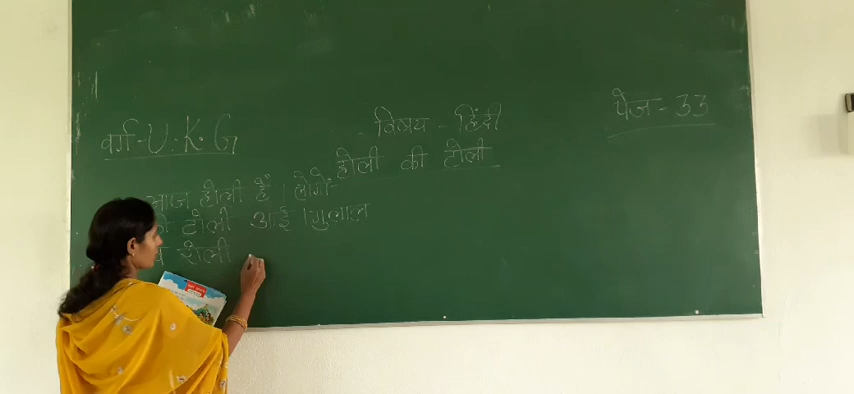 वर्ग - U.K.G
विषय - हिंदी
पेज - 33
होली की टोली
आज होली हैं । लोगों-
टोली आई । गुलाल
रोली